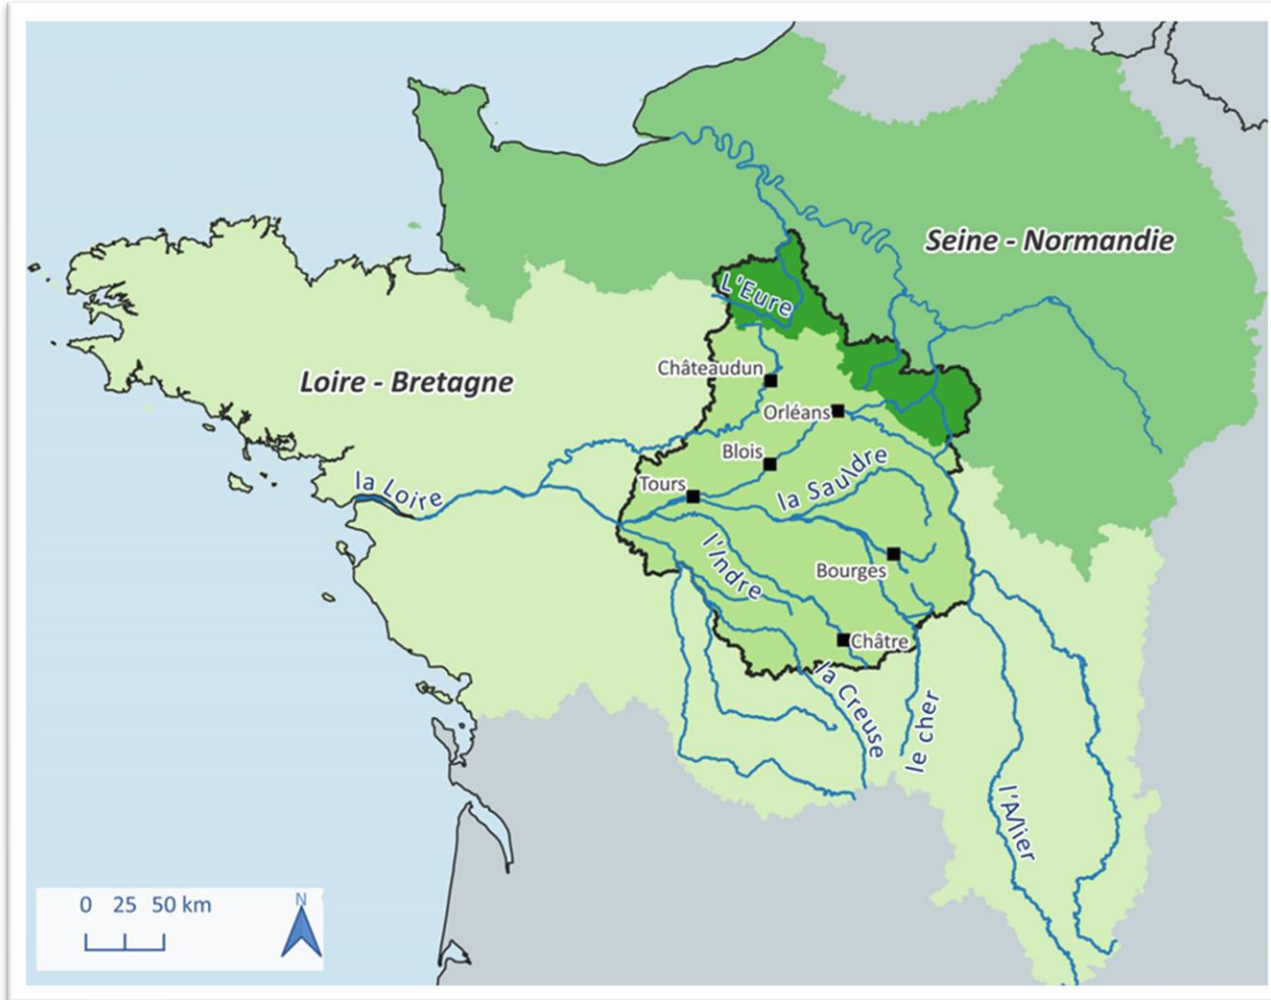 Seine - Normandie
L'Eure
Châteaudun
Loire - Bretagne
Orléans
Blois
la Sauldre
Tours
la Loire
l'Indre
Bourges
Châtre
la Creuse
le cher
l'Allier
0 25 50 km
N